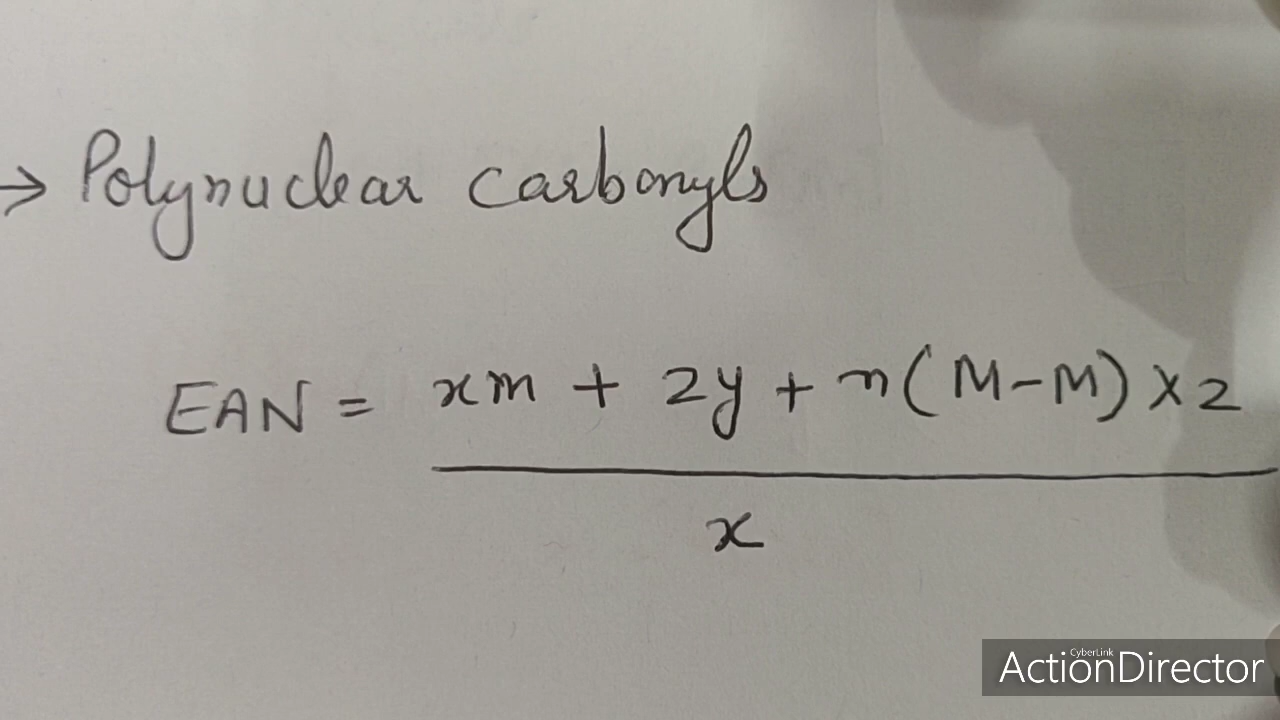 → Polynuclear carbonyls
EAN = xm + 2y + n(M-M) x 2
x
CyberLink
ActionDirector